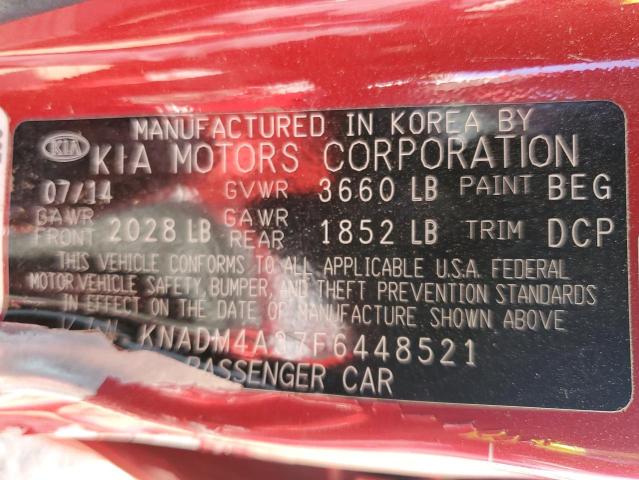 MANUFACTURED IN KOREA BY
KIA KIA MOTORS CORPORATION
07/14 GVWR 3660 LB PAINT BEG
GAWR FRONT 2028 LB GAWR REAR 1852 LB TRIM DCP
THIS VEHICLE CONFORMS TO ALL APPLICABLE U.S.A. FEDERAL
MOTOR VEHICLE SAFETY, BUMPER, AND THEFT PREVENTION STANDARDS
IN EFFECT ON THE DATE OF MANUFACTURE SHOWN ABOVE
KNADM4A37F6448521
PASSENGER CAR